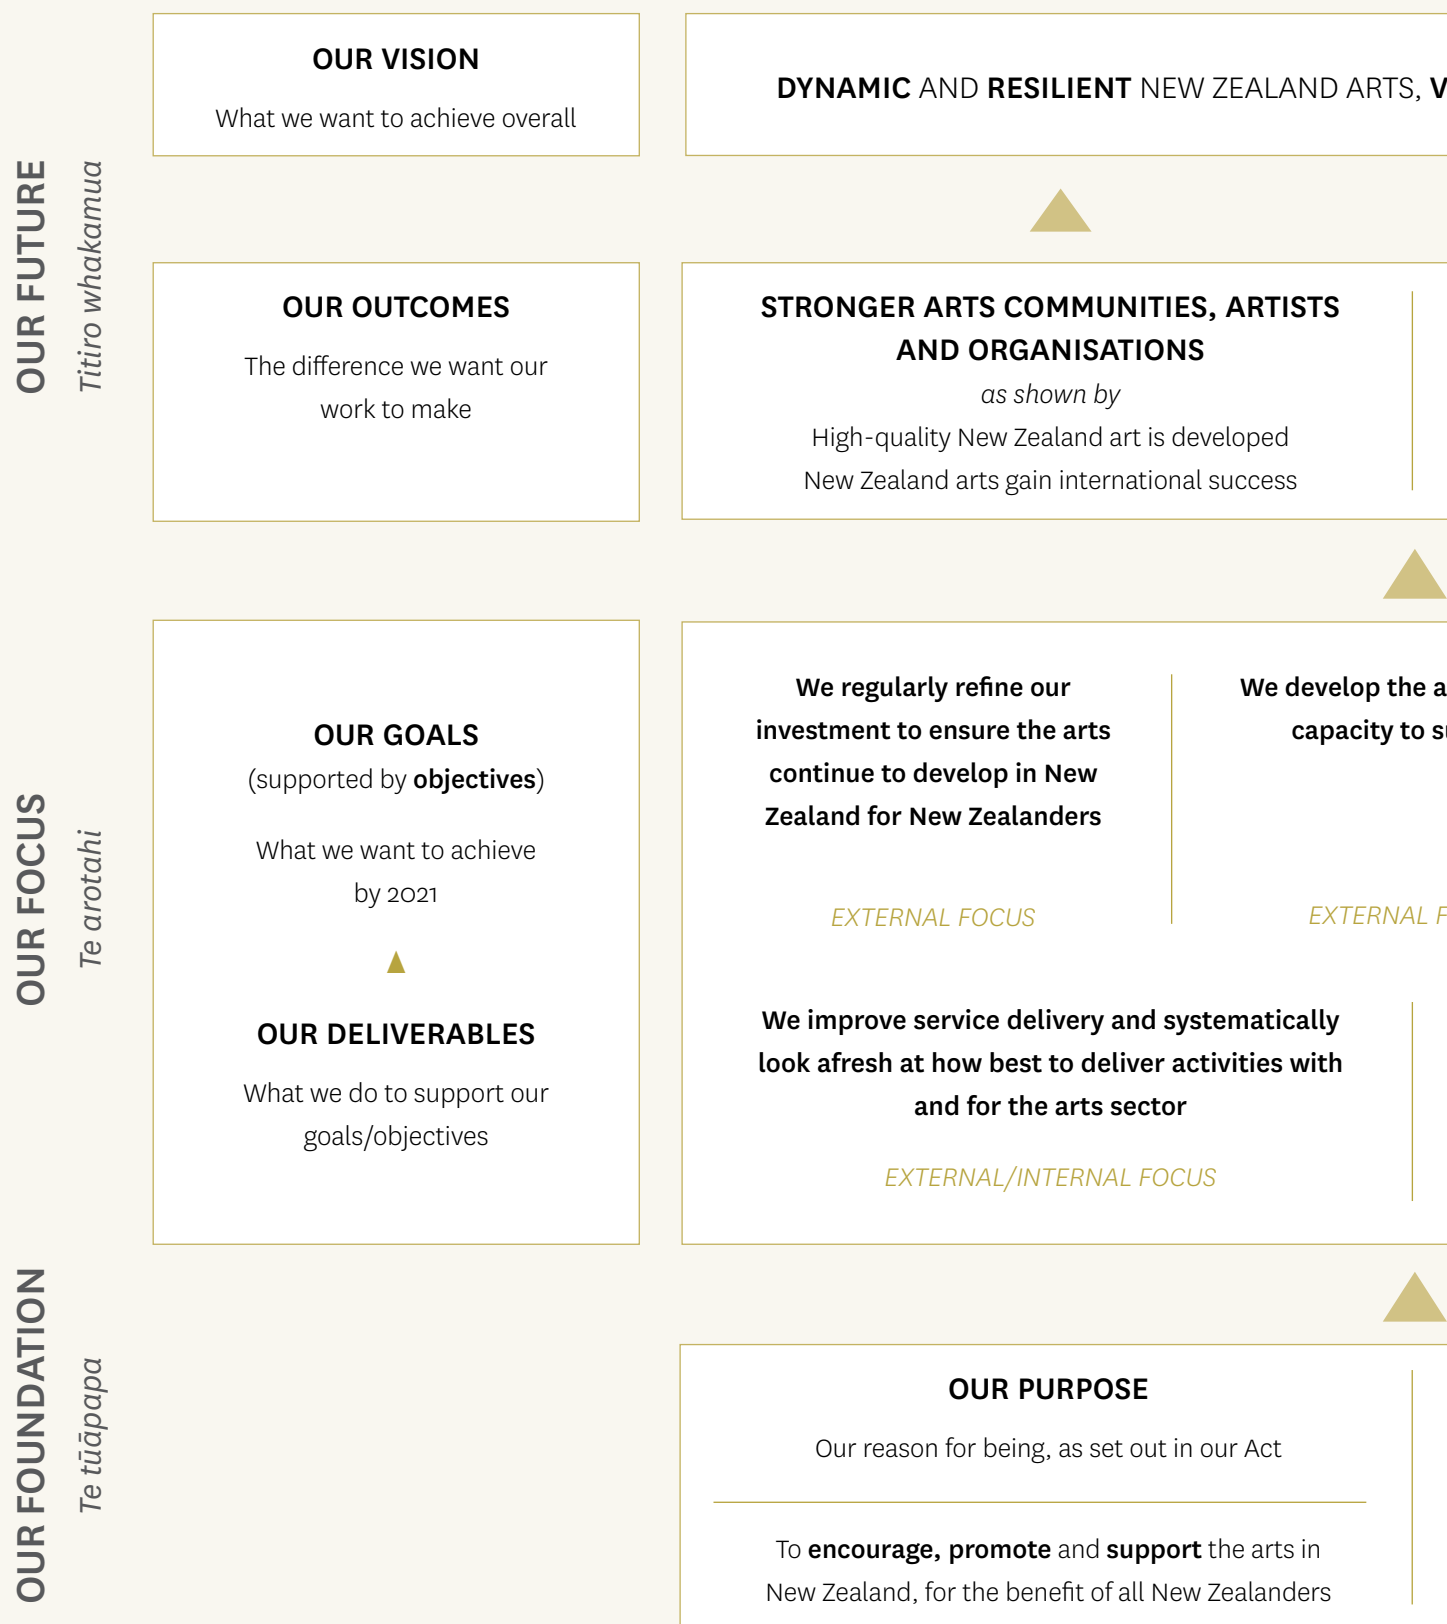 OUR FUTURE
Titiro whakamua
OUR VISION
What we want to achieve overall
DYNAMIC AND RESILIENT NEW ZEALAND ARTS, V
OUR OUTCOMES
The difference we want our
work to make
STRONGER ARTS COMMUNITIES, ARTISTS
AND ORGANISATIONS
as shown by
High-quality New Zealand art is developed
New Zealand arts gain international success
OUR FOCUS
Te arotahi
OUR GOALS
(supported by objectives)
What we want to achieve
by 2021
OUR DELIVERABLES
What we do to support our
goals/objectives
We regularly refine our
investment to ensure the arts
continue to develop in New
Zealand for New Zealanders
EXTERNAL FOCUS
We develop the a
capacity to s
EXTERNAL F
We improve service delivery and systematically
look afresh at how best to deliver activities with
and for the arts sector
EXTERNAL/INTERNAL FOCUS
OUR FOUNDATION
Te tūāpapa
OUR PURPOSE
Our reason for being, as set out in our Act
To encourage, promote and support the arts in
New Zealand, for the benefit of all New Zealanders